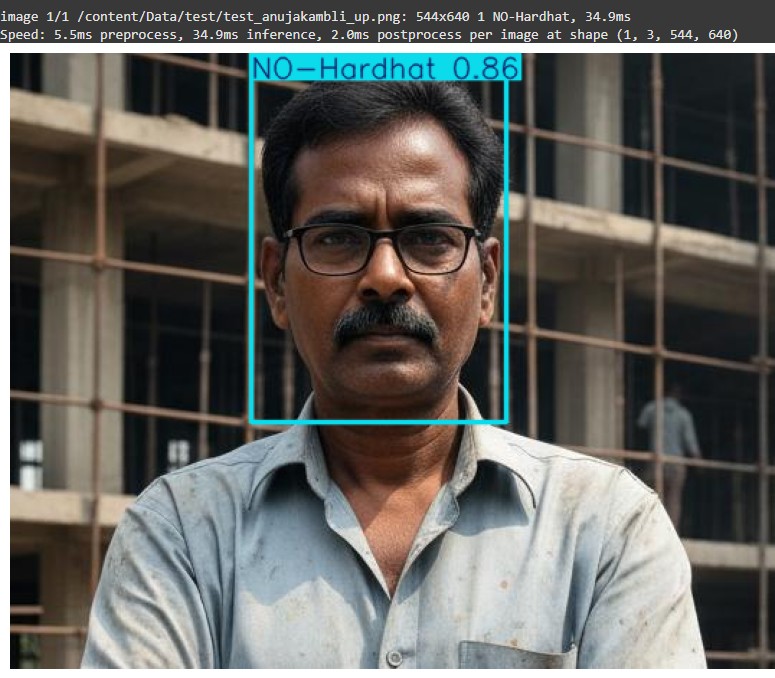 image 1/1 /content/Data/test/test_anujakambli_up.png: 544x640 1 NO-Hardhat, 34.9ms
Speed: 5.5ms preprocess, 34.9ms inference, 2.0ms postprocess per image at shape (1, 3, 544, 640)
NO-Hardhat 0.86